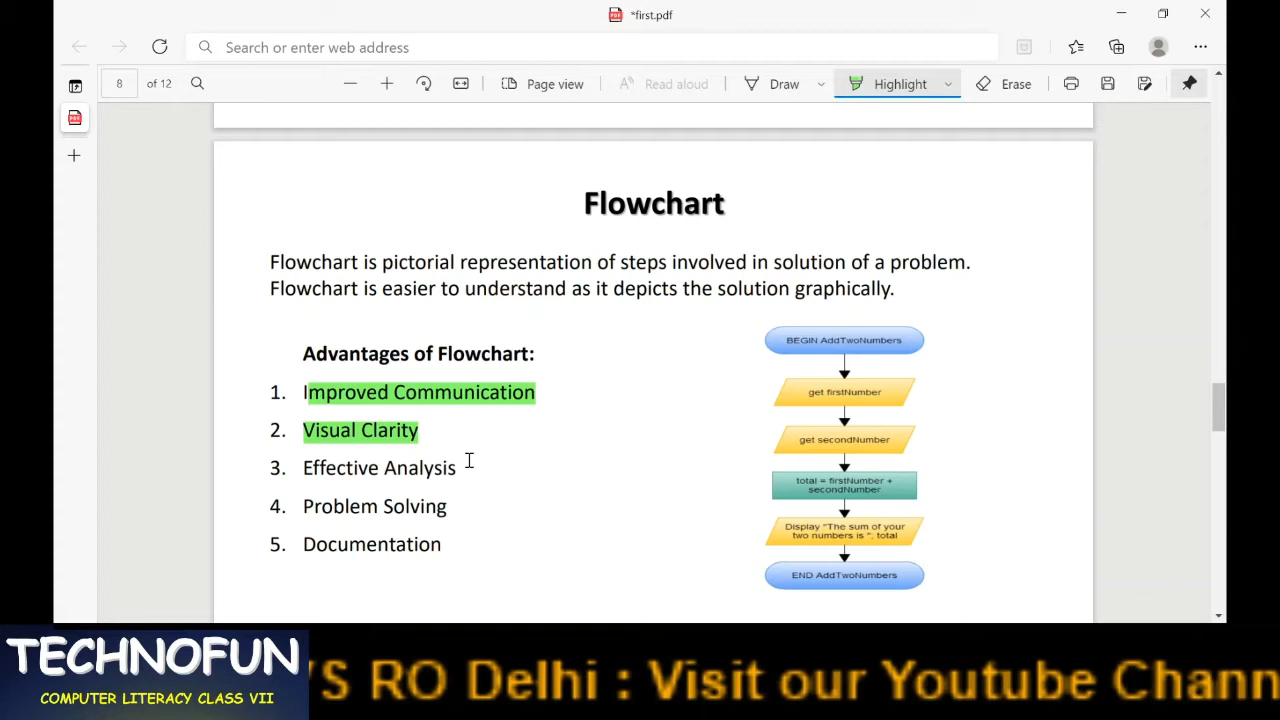 *first.pdf
Search or enter web address
8 of 12
Page view
Read aloud
Draw
Highlight
Erase
Flowchart
Flowchart is pictorial representation of steps involved in solution of a problem.
Flowchart is easier to understand as it depicts the solution graphically.
Advantages of Flowchart:
1. Improved Communication
2. Visual Clarity
3. Effective Analysis
4. Problem Solving
5. Documentation
BEGIN AddTwoNumbers
get firstNumber
get secondNumber
total = firstNumber +
secondNumber
Display "The sum of your
two numbers is ", total
END AddTwoNumbers
TECHNOFUN
COMPUTER LITERACY CLASS VII
VS RO Delhi : Visit our Youtube Chann